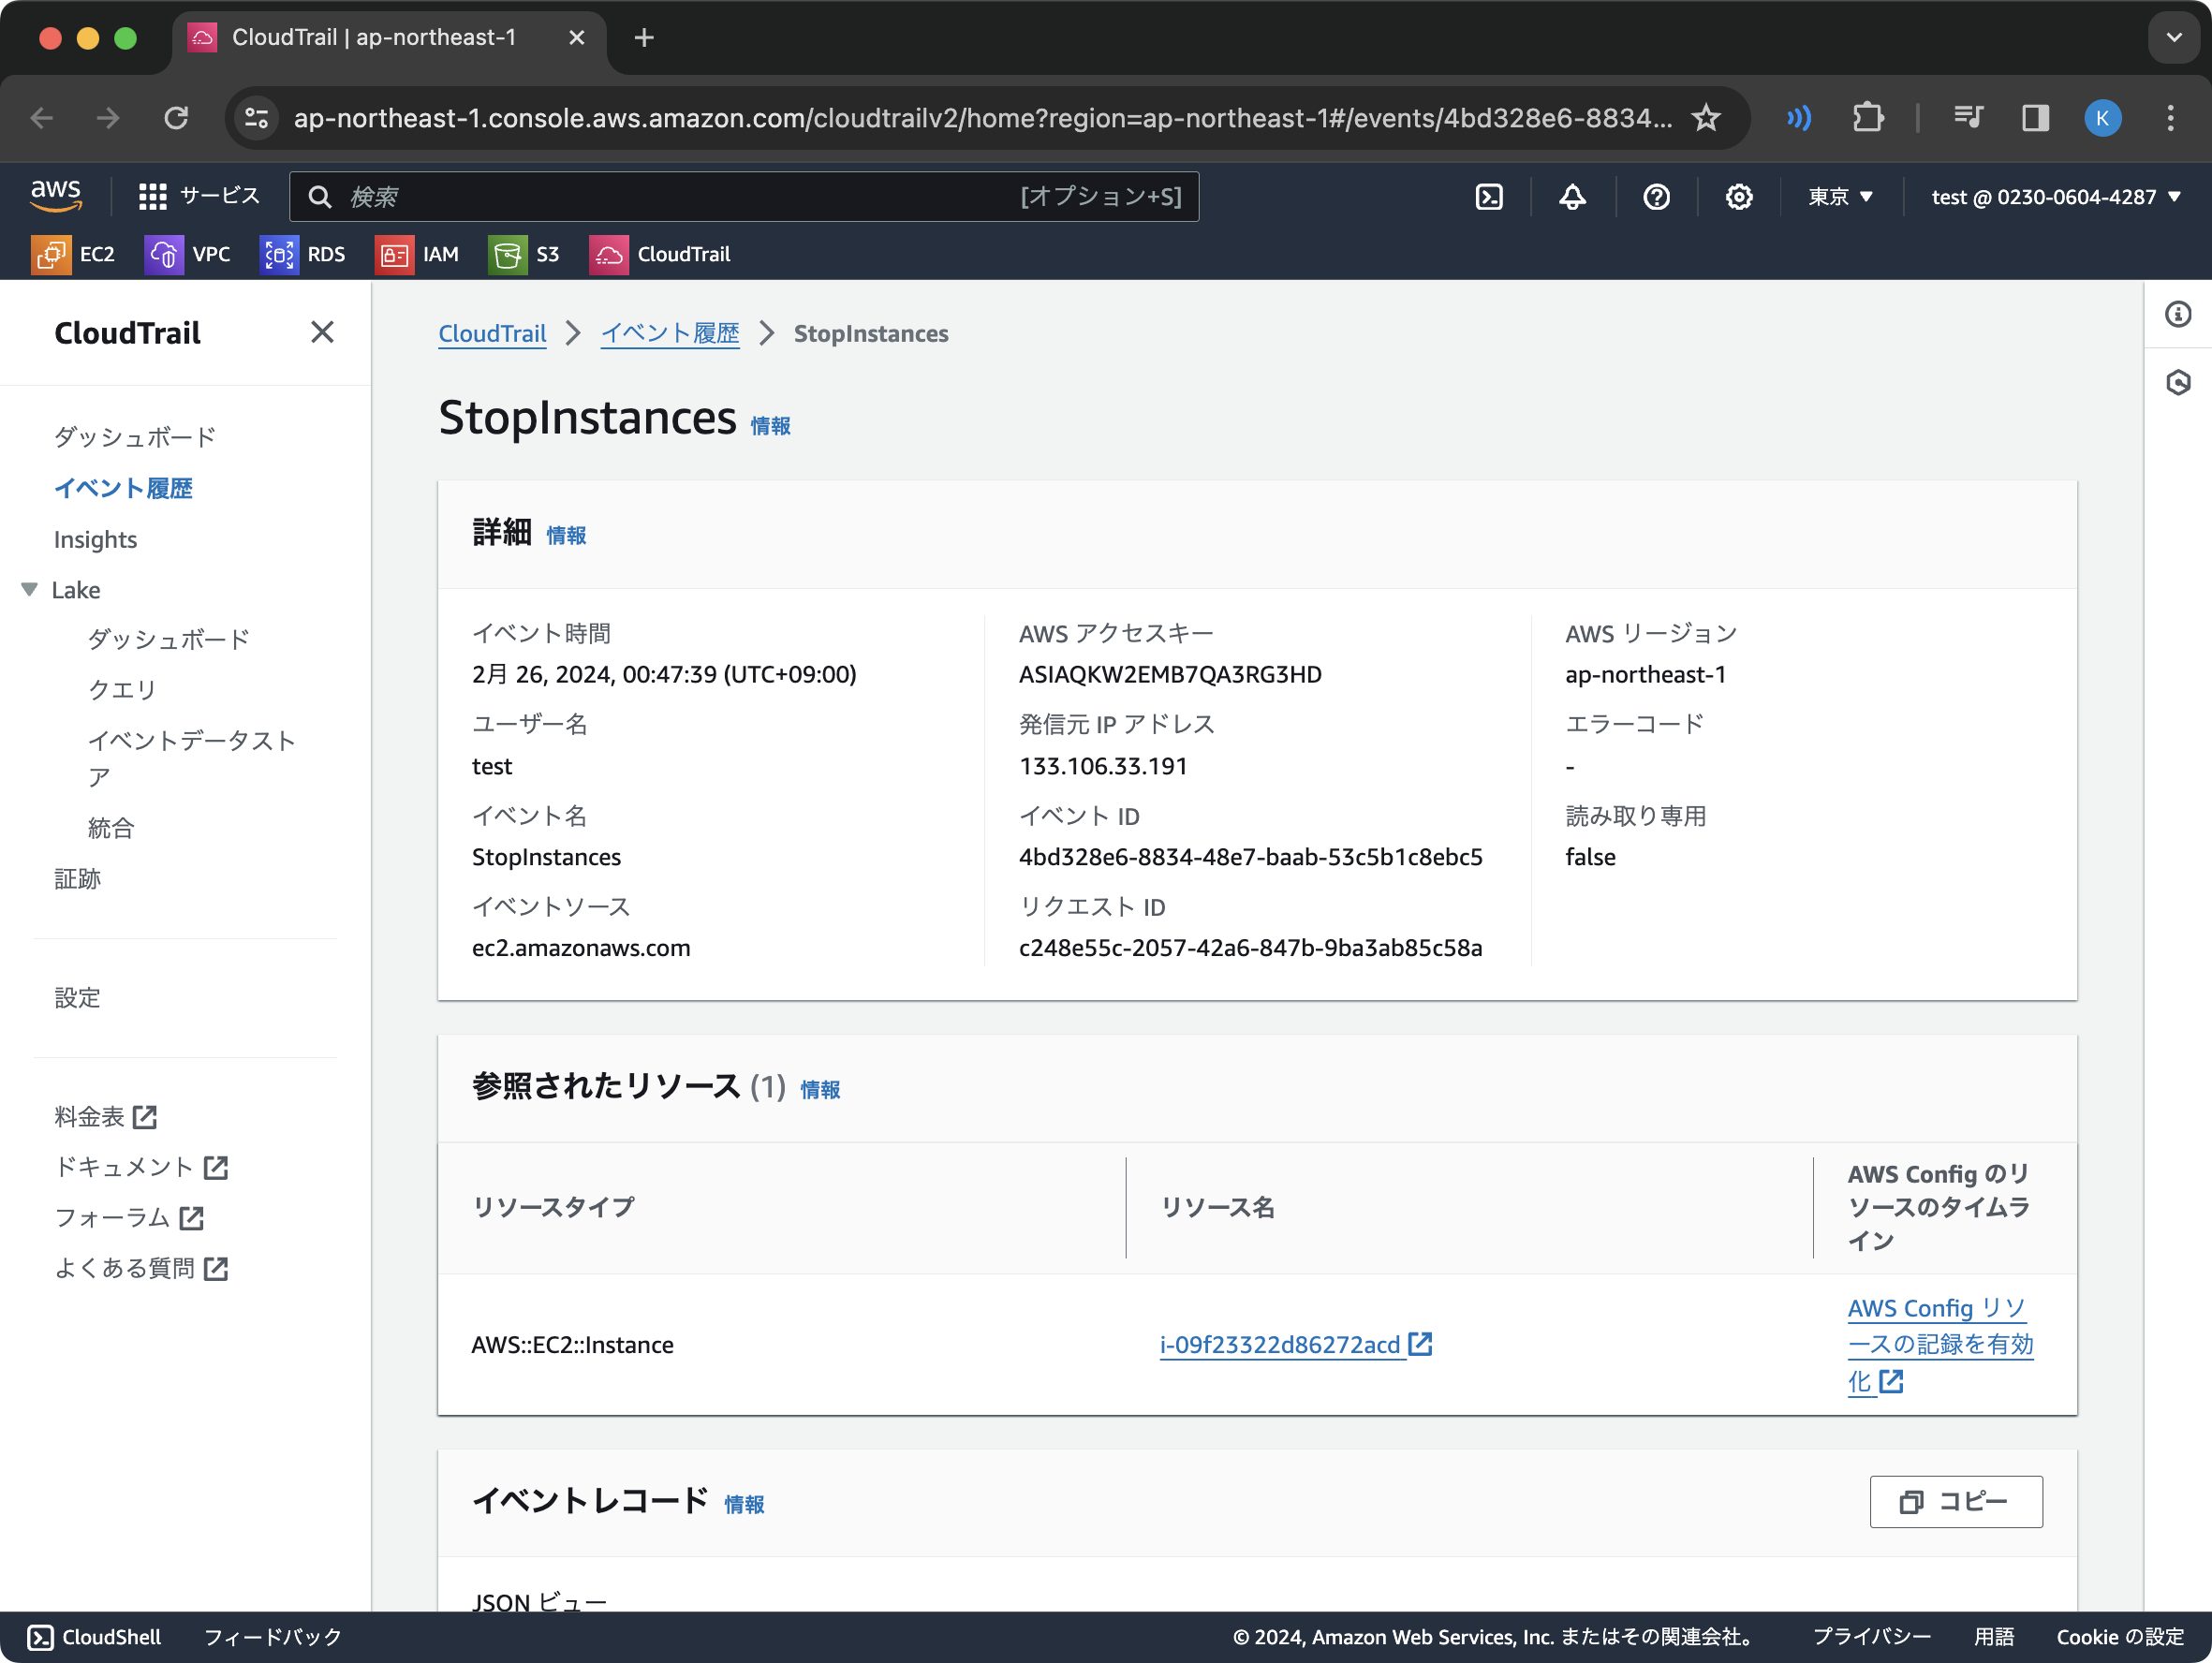 CloudTrail | ap-northeast-1
ap-northeast-1.console.aws.amazon.com/cloudtrailv2/home?region=ap-northeast-1#/events/4bd328e6-8834...
K
aws
サービス
検索
[オプション+S]
東京
test @ 0230-0604-4287
EC2
VPC
RDS
IAM
S3
CloudTrail
CloudTrail
ダッシュボード
イベント履歴
Insights
Lake
ダッシュボード
クエリ
イベントデータスト
ア
統合
証跡
設定
料金表
ドキュメント
フォーラム
よくある質問
CloudTrail
イベント履歴
StopInstances
StopInstances 情報
詳細 情報
イベント時間
2月 26, 2024, 00:47:39 (UTC+09:00)
ユーザー名
test
イベント名
StopInstances
イベントソース
ec2.amazonaws.com
AWS アクセスキー
ASIAQKW2EMB7QA3RG3HD
発信元 IP アドレス
133.106.33.191
イベント ID
4bd328e6-8834-48e7-baab-53c5b1c8ebc5
リクエスト ID
c248e55c-2057-42a6-847b-9ba3ab85c58a
AWS リージョン
ap-northeast-1
エラーコード
-
読み取り専用
false
参照されたリソース (1) 情報
リソースタイプ
リソース名
AWS Config のリ
ソースのタイムラ
イン
AWS::EC2::Instance
i-09f23322d86272acd
AWS Config リソ
ースの記録を有効
化
イベントレコード 情報
コピー
JSON ビュー
CloudShell
フィードバック
© 2024, Amazon Web Services, Inc. またはその関連会社。
プライバシー
用語
Cookie の設定